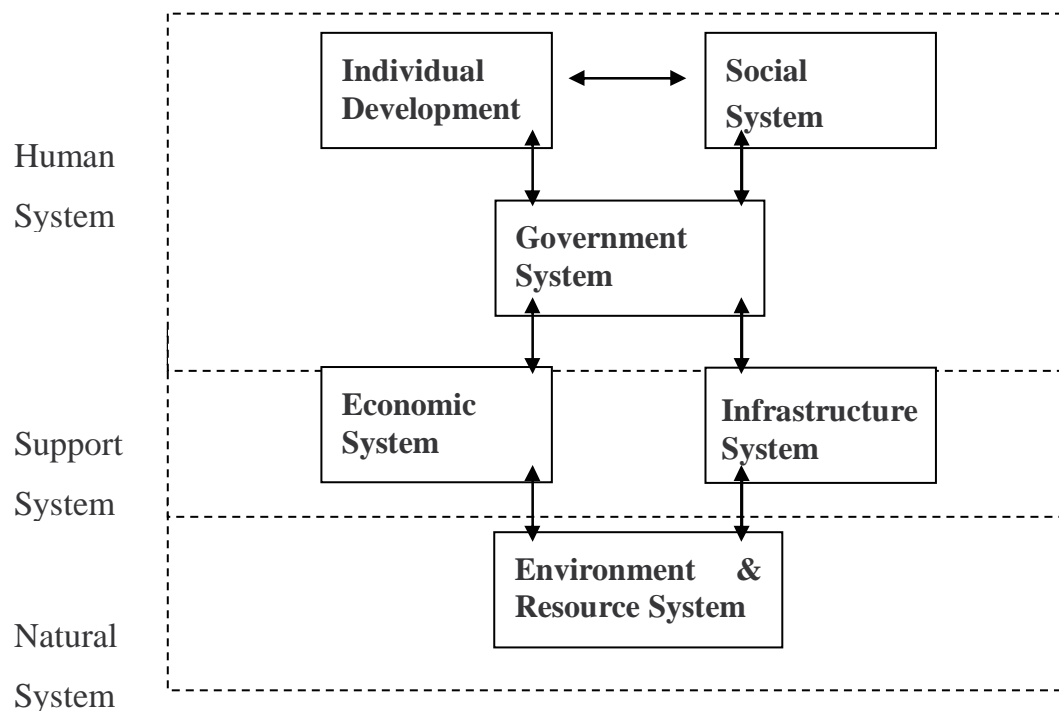 Individual
Development
Social
System
Human
System
Government
System
Economic
System
Infrastructure
System
Support
System
Environment &
Resource System
Natural
System